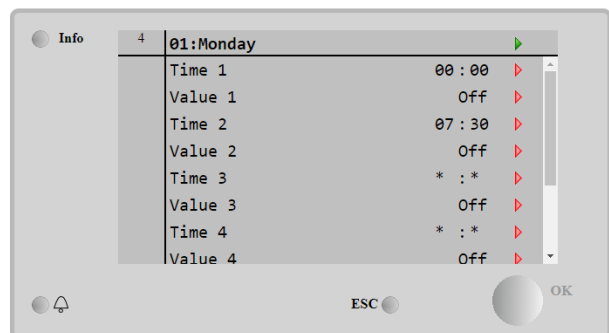 Info
4 01:Monday
Time 1 00:00
Value 1 Off
Time 2 07:30
Value 2 Off
Time 3 * :*
Value 3 Off
Time 4 * :*
Value 4 Off
ESC
OK